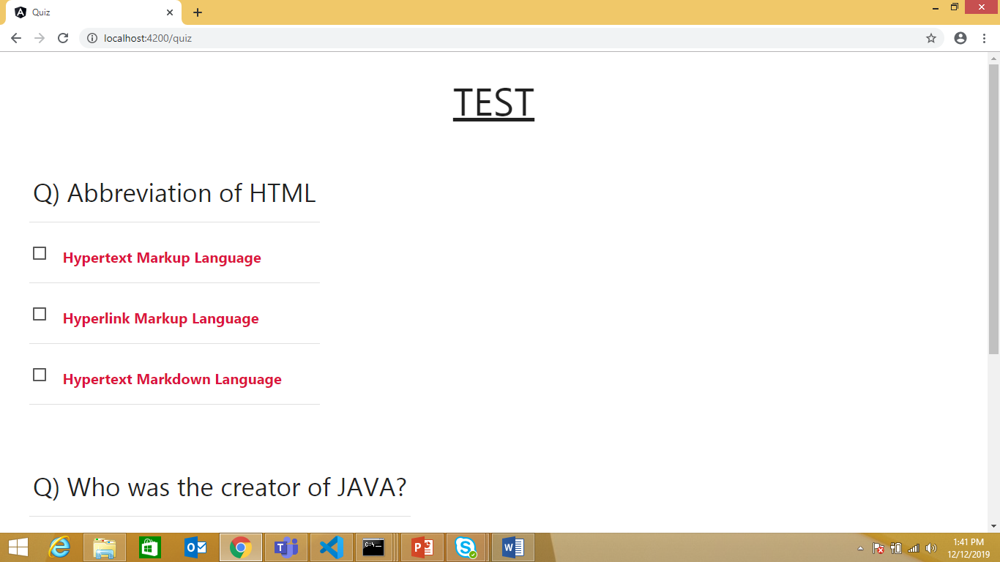 Quiz
localhost:4200/quiz
TEST
Q) Abbreviation of HTML
Hypertext Markup Language
Hyperlink Markup Language
Hypertext Markdown Language
Q) Who was the creator of JAVA?
1:41 PM
12/12/2019